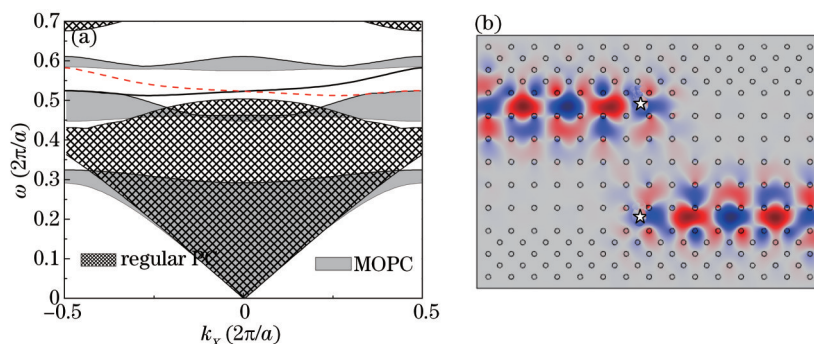 (a)
0.7
0.6
0.5
0.4
0.3
0.2
0.1
0
ω (2π/a)
regular PC
MOPC
-0.5
0
0.5
kx (2π/a)
(b)